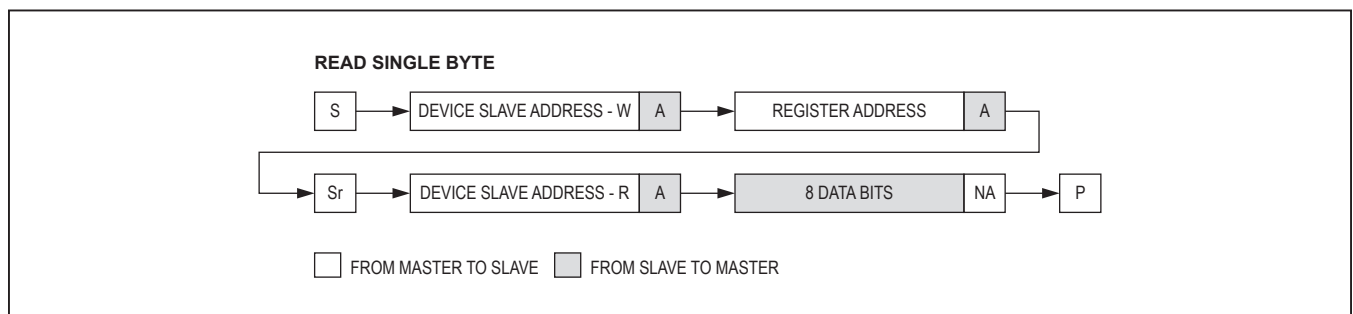 READ SINGLE BYTE
S DEVICE SLAVE ADDRESS - W A REGISTER ADDRESS A
Sr DEVICE SLAVE ADDRESS - R A 8 DATA BITS NA P
FROM MASTER TO SLAVE FROM SLAVE TO MASTER